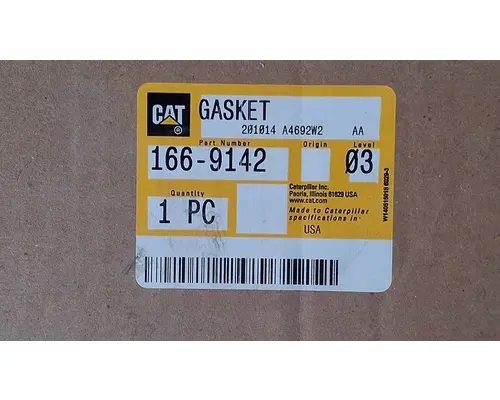 CAT ®
GASKET
201014 A4692W2 AA
Part Number Origin Level
166-9142 03
Quantity
1 PC
Caterpillar Inc.
Peoria, Illinois 61629 USA
www.cat.com
Made to Caterpillar
specifications in
USA